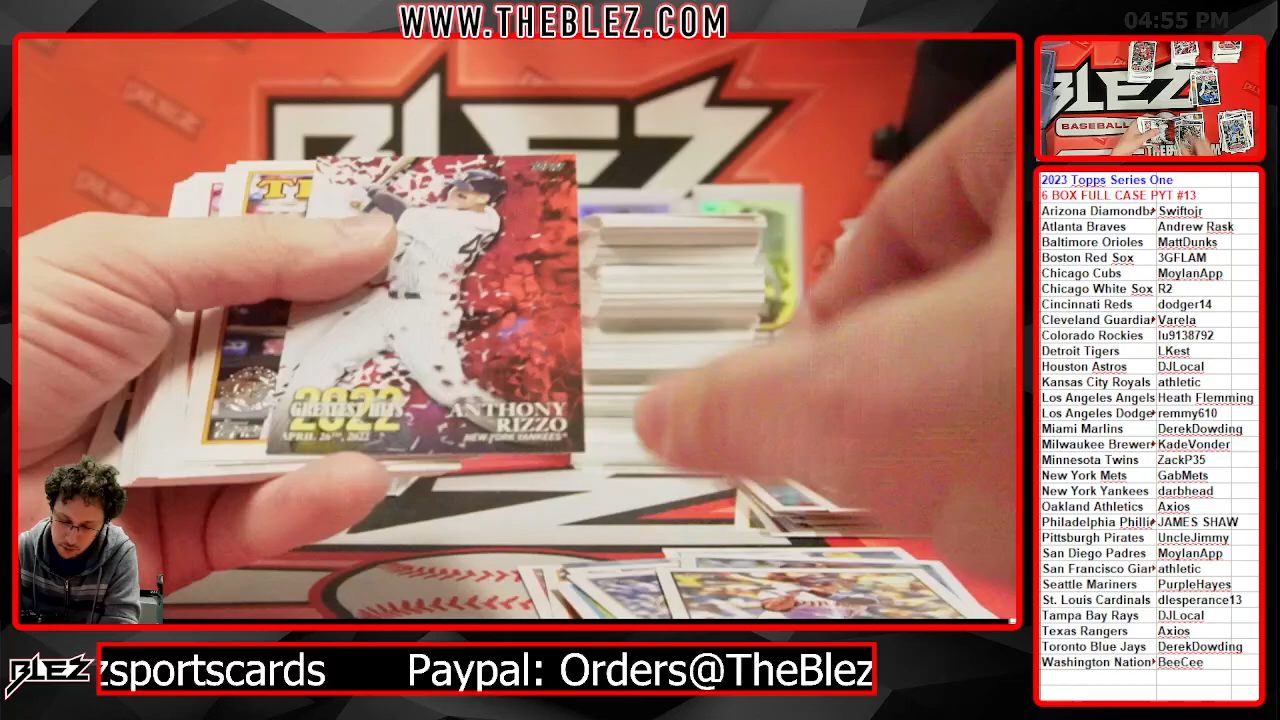 WWW.THEBLEZ.COM
04:55 PM
BLEZ
2022
GREATEST HITS
APRIL 26TH, 2022
ANTHONY
RIZZO
NEW YORK YANKEES
BLEZ
BASEBALL
2023 Topps Series One
6 BOX FULL CASE PYT #13
Arizona Diamondba Swiftojr
Atlanta Braves Andrew Rask
Baltimore Orioles MattDunks
Boston Red Sox 3GFLAM
Chicago Cubs MoylanApp
Chicago White Sox R2
Cincinnati Reds dodger14
Cleveland Guardia Varela
Colorado Rockies lu9138792
Detroit Tigers LKest
Houston Astros DJLocal
Kansas City Royals athletic
Los Angeles Angels Heath Flemming
Los Angeles Dodge remmy610
Miami Marlins DerekDowding
Milwaukee Brewer KadeVonder
Minnesota Twins ZackP35
New York Mets GabMets
New York Yankees darbhead
Oakland Athletics Axios
Philadelphia Philli JAMES SHAW
Pittsburgh Pirates UncleJimmy
San Diego Padres MoylanApp
San Francisco Giar athletic
Seattle Mariners PurpleHayes
St. Louis Cardinals dlesperance13
Tampa Bay Rays DJLocal
Texas Rangers Axios
Toronto Blue Jays DerekDowding
Washington Nation BeeCee
BLEZ
zsportscards Paypal: Orders@TheBlez